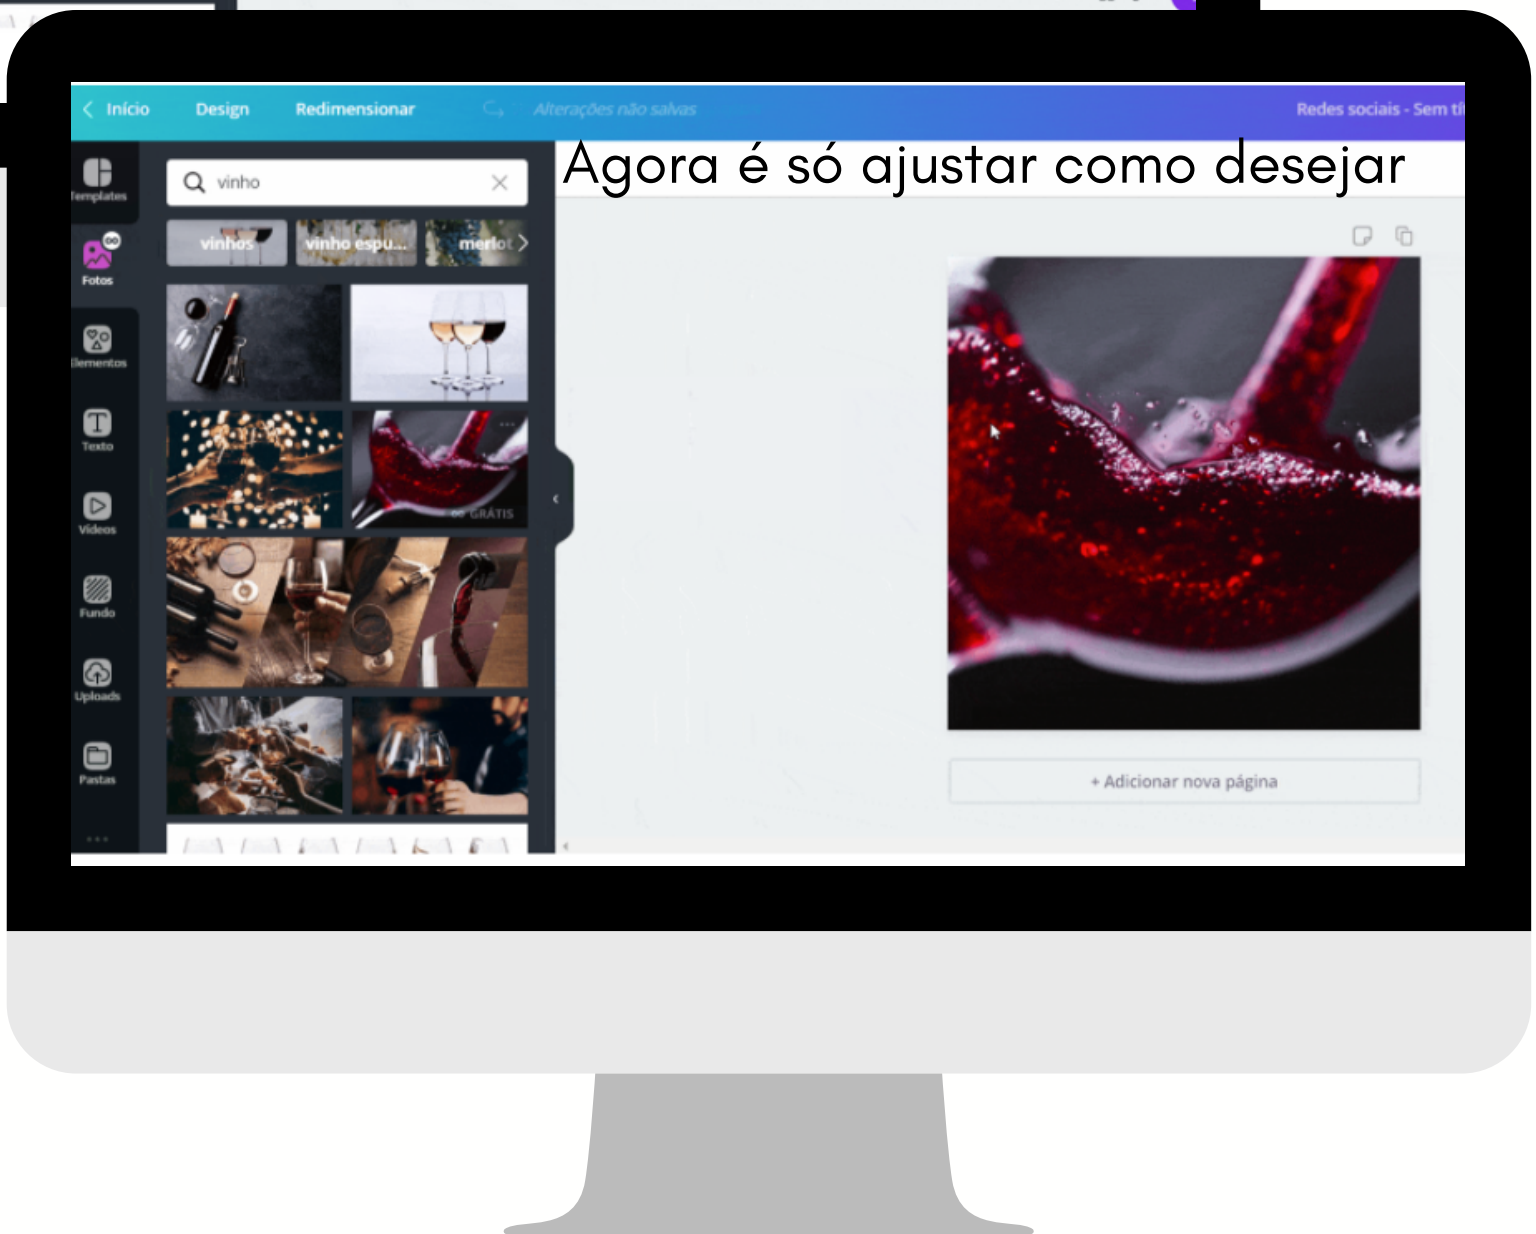 Início Design Redimensionar Alterações não salvas Redes sociais - Sem tí
Agora é só ajustar como desejar
Templates
vinho
vinhos vinho espu... merlot
Fotos
Elementos
Texto
GRÁTIS
Vídeos
Fundo
Uploads
Pastas
+ Adicionar nova página